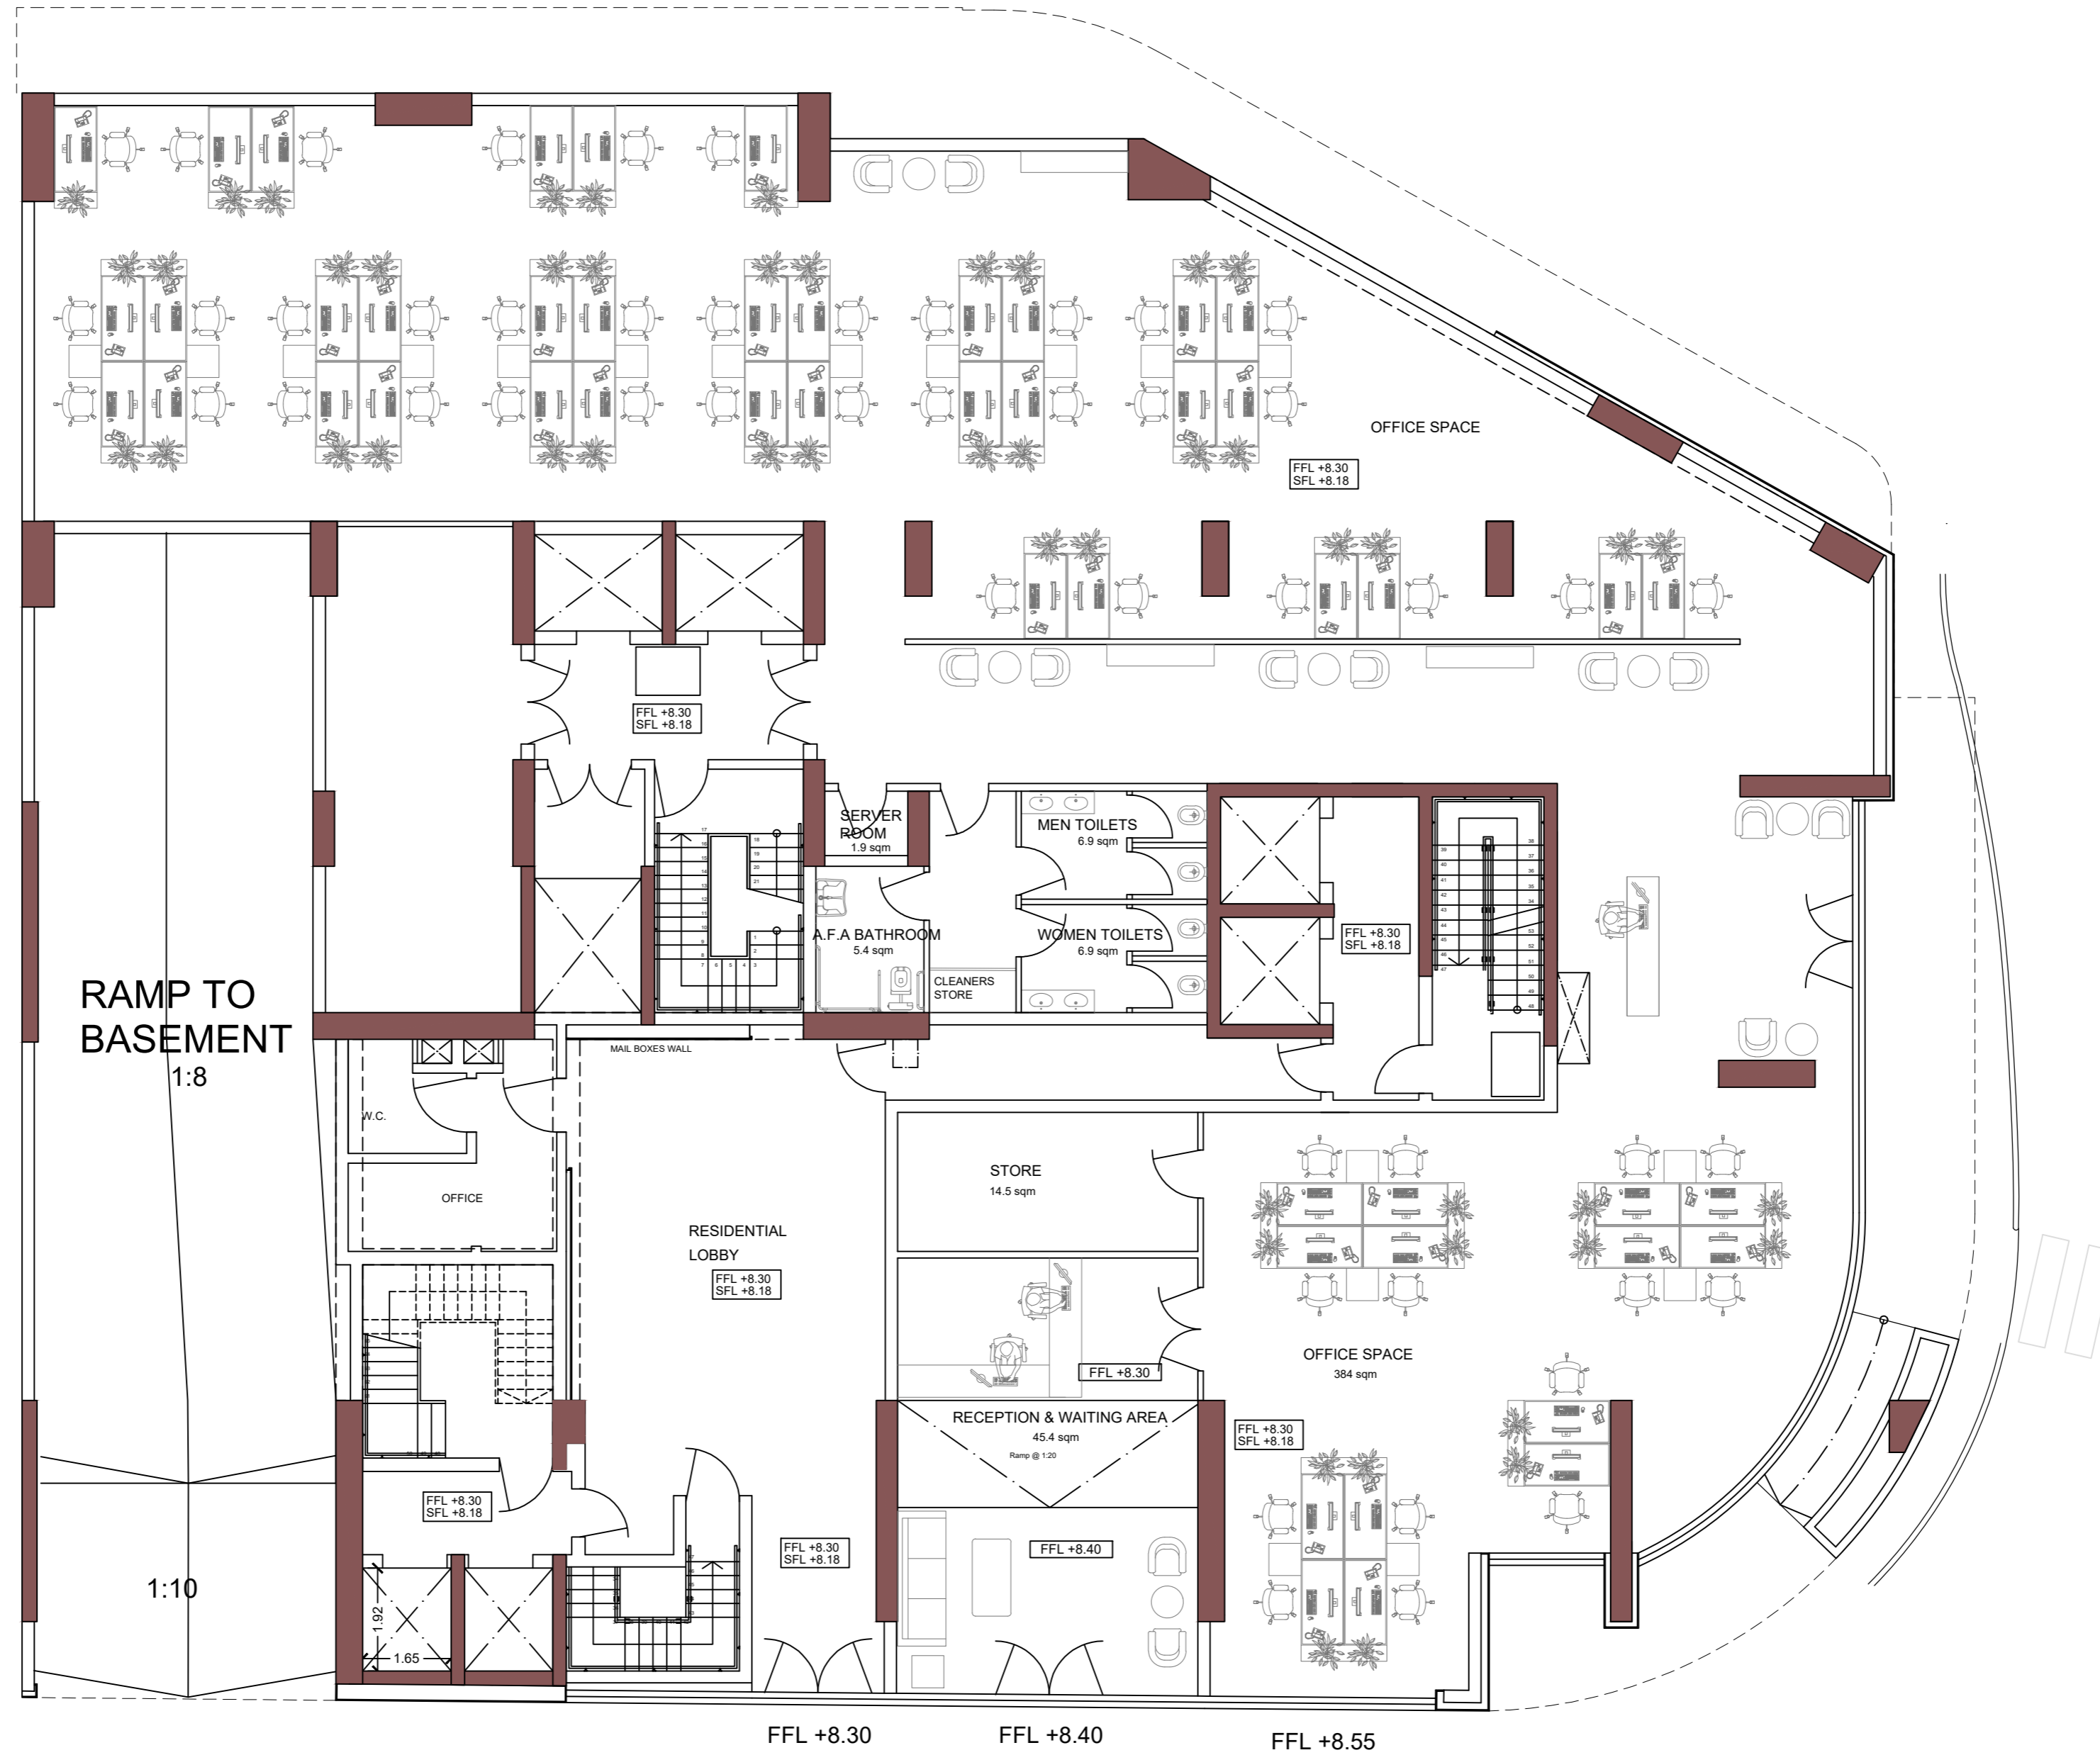 OFFICE SPACE
FFL +8.30
SFL +8.18
FFL +8.30
SFL +8.18
SERVER
ROOM
1.9 sqm
MEN TOILETS
6.9 sqm
A.F.A BATHROOM
5.4 sqm
WOMEN TOILETS
6.9 sqm
FFL +8.30
SFL +8.18
CLEANERS
STORE
RAMP TO
BASEMENT
1:8
MAIL BOXES WALL
W.C.
OFFICE
STORE
14.5 sqm
RESIDENTIAL
LOBBY
FFL +8.30
SFL +8.18
OFFICE SPACE
384 sqm
FFL +8.30
RECEPTION & WAITING AREA
45.4 sqm
Ramp @ 1:20
FFL +8.30
SFL +8.18
FFL +8.30
SFL +8.18
FFL +8.30
SFL +8.18
FFL +8.40
1:10
1.92
1.65
FFL +8.30
FFL +8.40
FFL +8.55